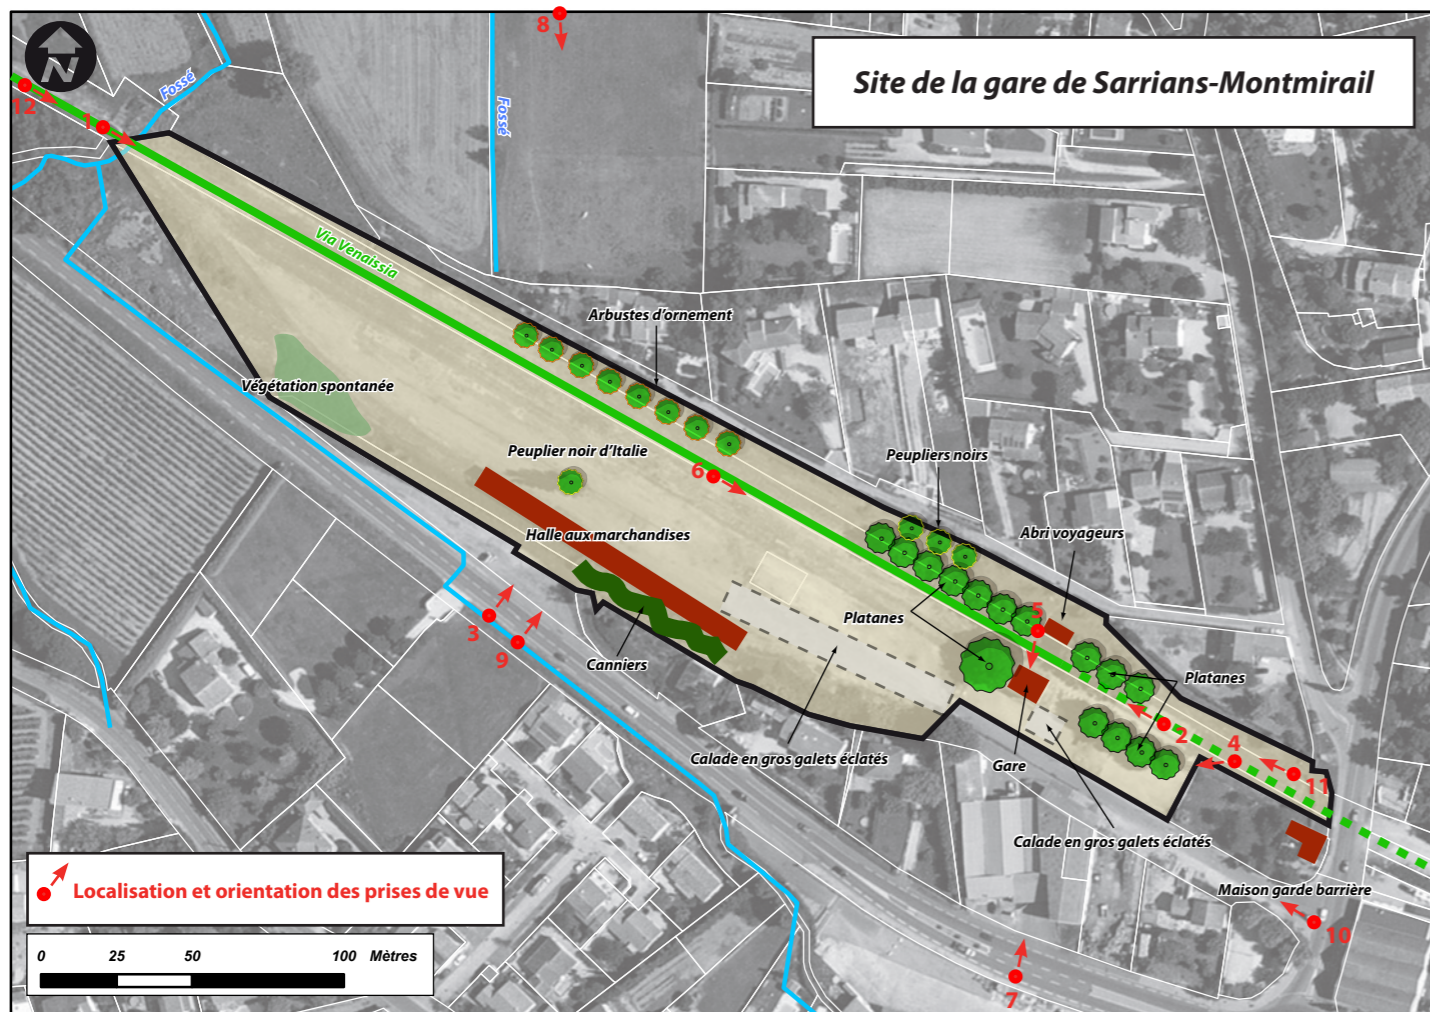 Site de la gare de Sarrians-Montmirail
N
8
12
1
Fossé
Fossé
Via Venaissia
Arbustes d'ornement
Végétation spontanée
Peuplier noir d'Italie
6
Peupliers noirs
Halle aux marchandises
Abri voyageurs
5
Platanes
3
9
Canniers
Platanes
2
4
11
Calade en gros galets éclatés
Gare
Calade en gros galets éclatés
Maison garde barrière
10
7
Localisation et orientation des prises de vue
0 25 50 100 Mètres